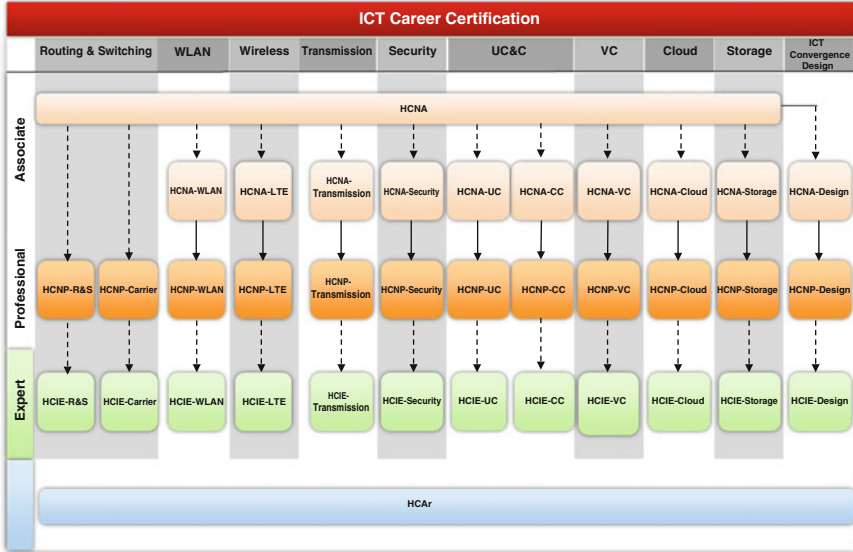 ICT Career Certification
Routing & Switching
WLAN
Wireless
Transmission
Security
UC&C
VC
Cloud
Storage
ICT
Convergence
Design
Associate
HCNA
HCNA-WLAN
HCNA-LTE
HCNA-
Transmission
HCNA-Security
HCNA-UC
HCNA-CC
HCNA-VC
HCNA-Cloud
HCNA-Storage
HCNA-Design
Professional
HCNP-R&S
HCNP-Carrier
HCNP-WLAN
HCNP-LTE
HCNP-
Transmission
HCNP-Security
HCNP-UC
HCNP-CC
HCNP-VC
HCNP-Cloud
HCNP-Storage
HCNP-Design
Expert
HCIE-R&S
HCIE-Carrier
HCIE-WLAN
HCIE-LTE
HCIE-
Transmission
HCIE-Security
HCIE-UC
HCIE-CC
HCIE-VC
HCIE-Cloud
HCIE-Storage
HCIE-Design
HCAr